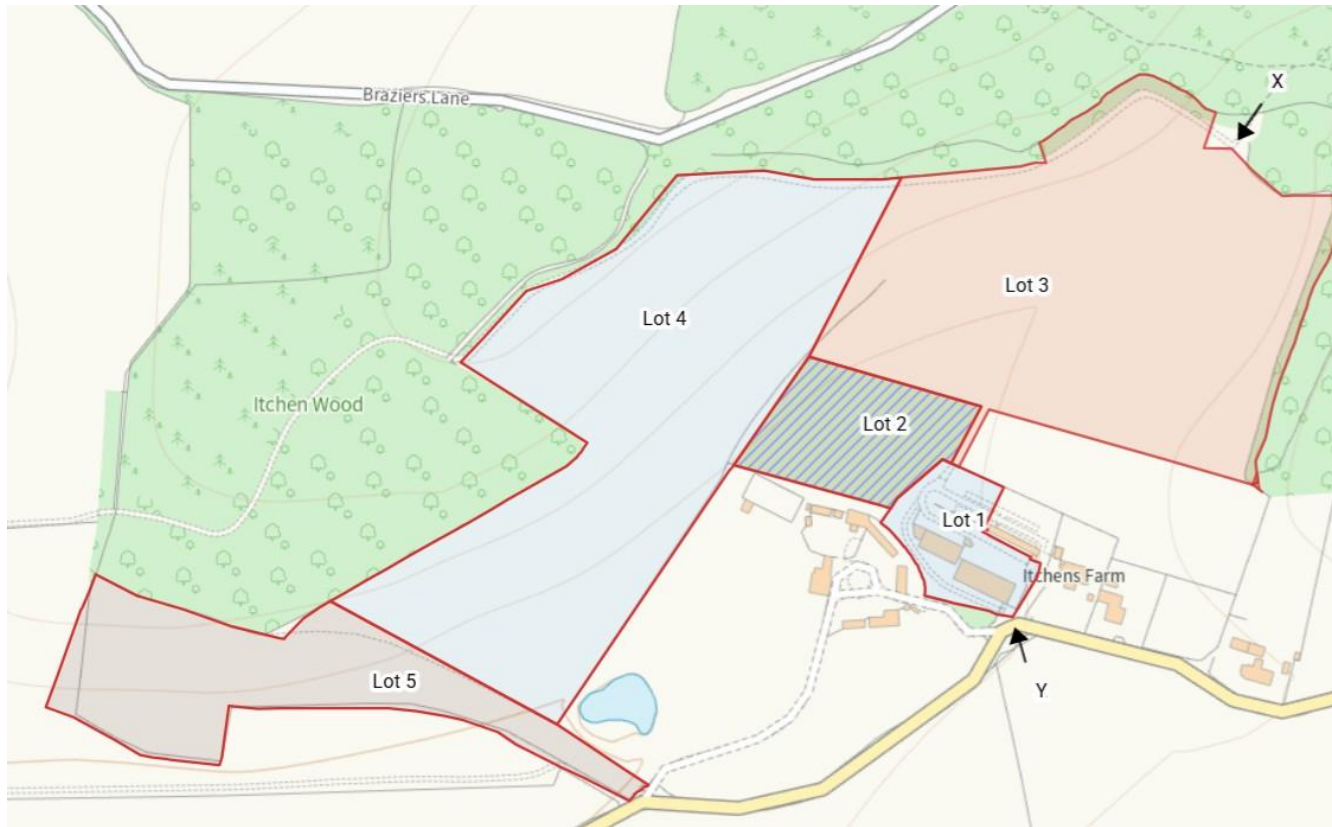 Braziers Lane
X
Lot 3
Lot 4
Itchen Wood
Lot 2
Lot 1
Itchens Farm
Lot 5
Y